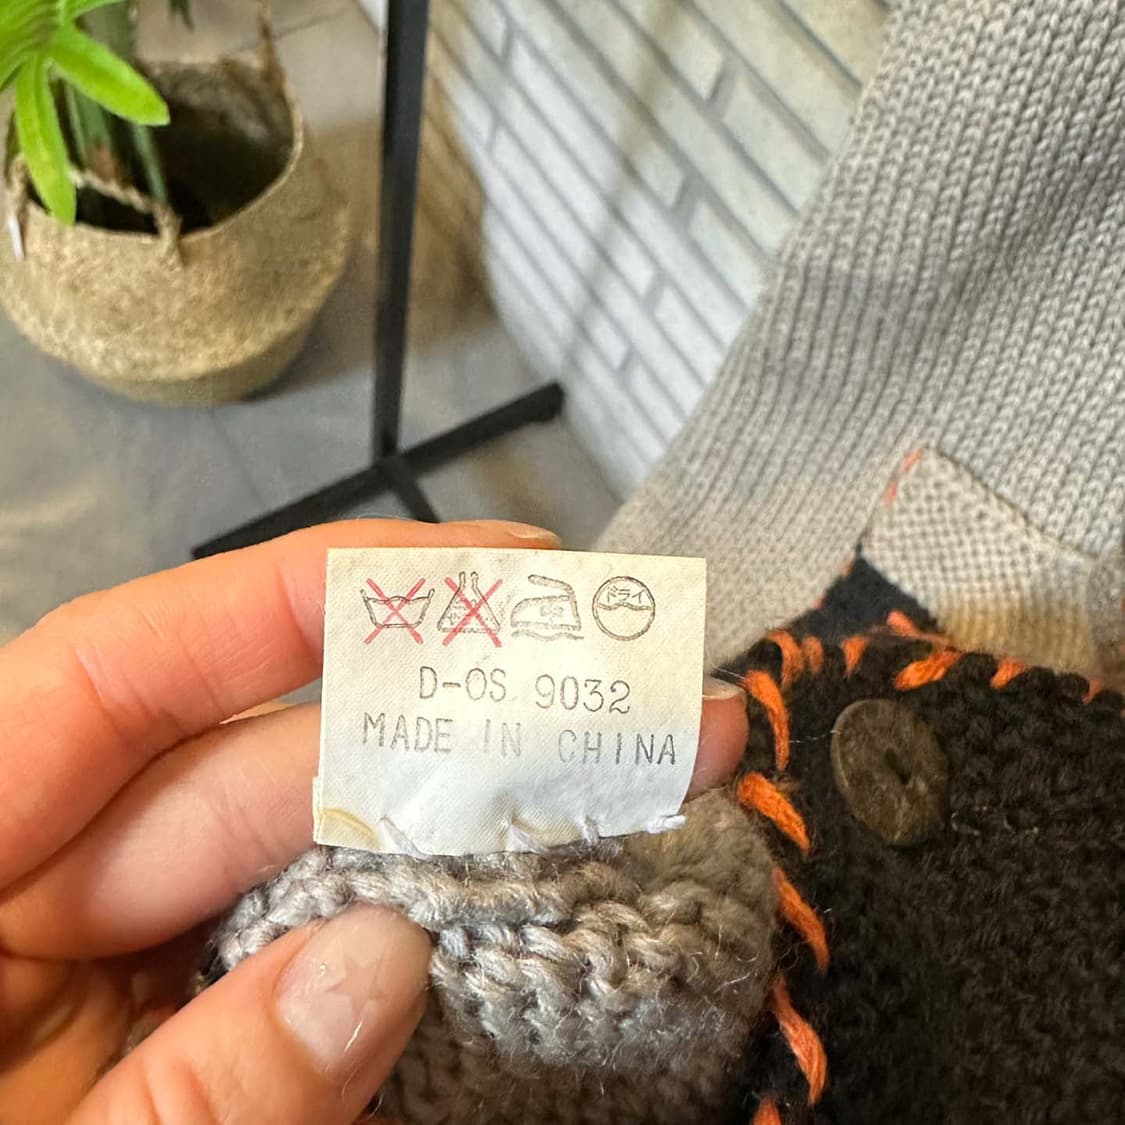 ドライ
D-OS 9032
MADE IN CHINA